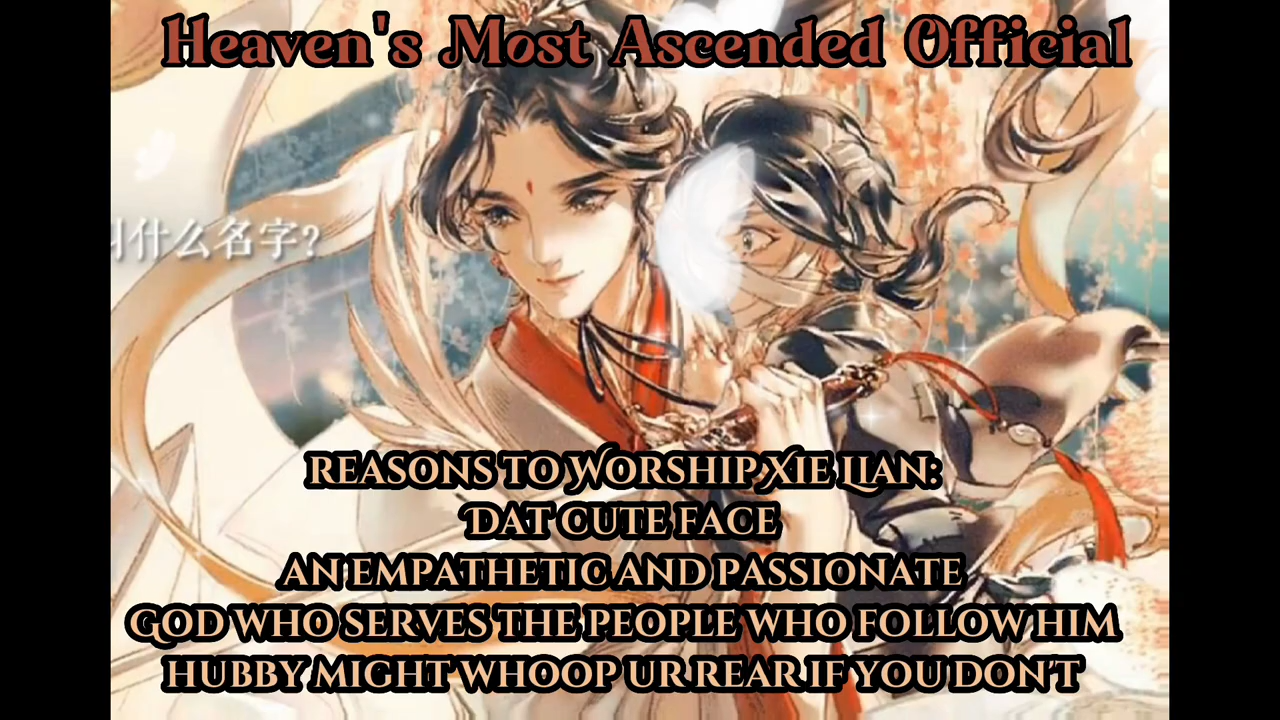 Heaven's Most Ascended Official
叫什么名字?
REASONS TO WORSHIP XIE LIAN:
DAT CUTE FACE
AN EMPATHETIC AND PASSIONATE
GOD WHO SERVES THE PEOPLE WHO FOLLOW HIM
HUBBY MIGHT WHOOP UR REAR IF YOU DON'T